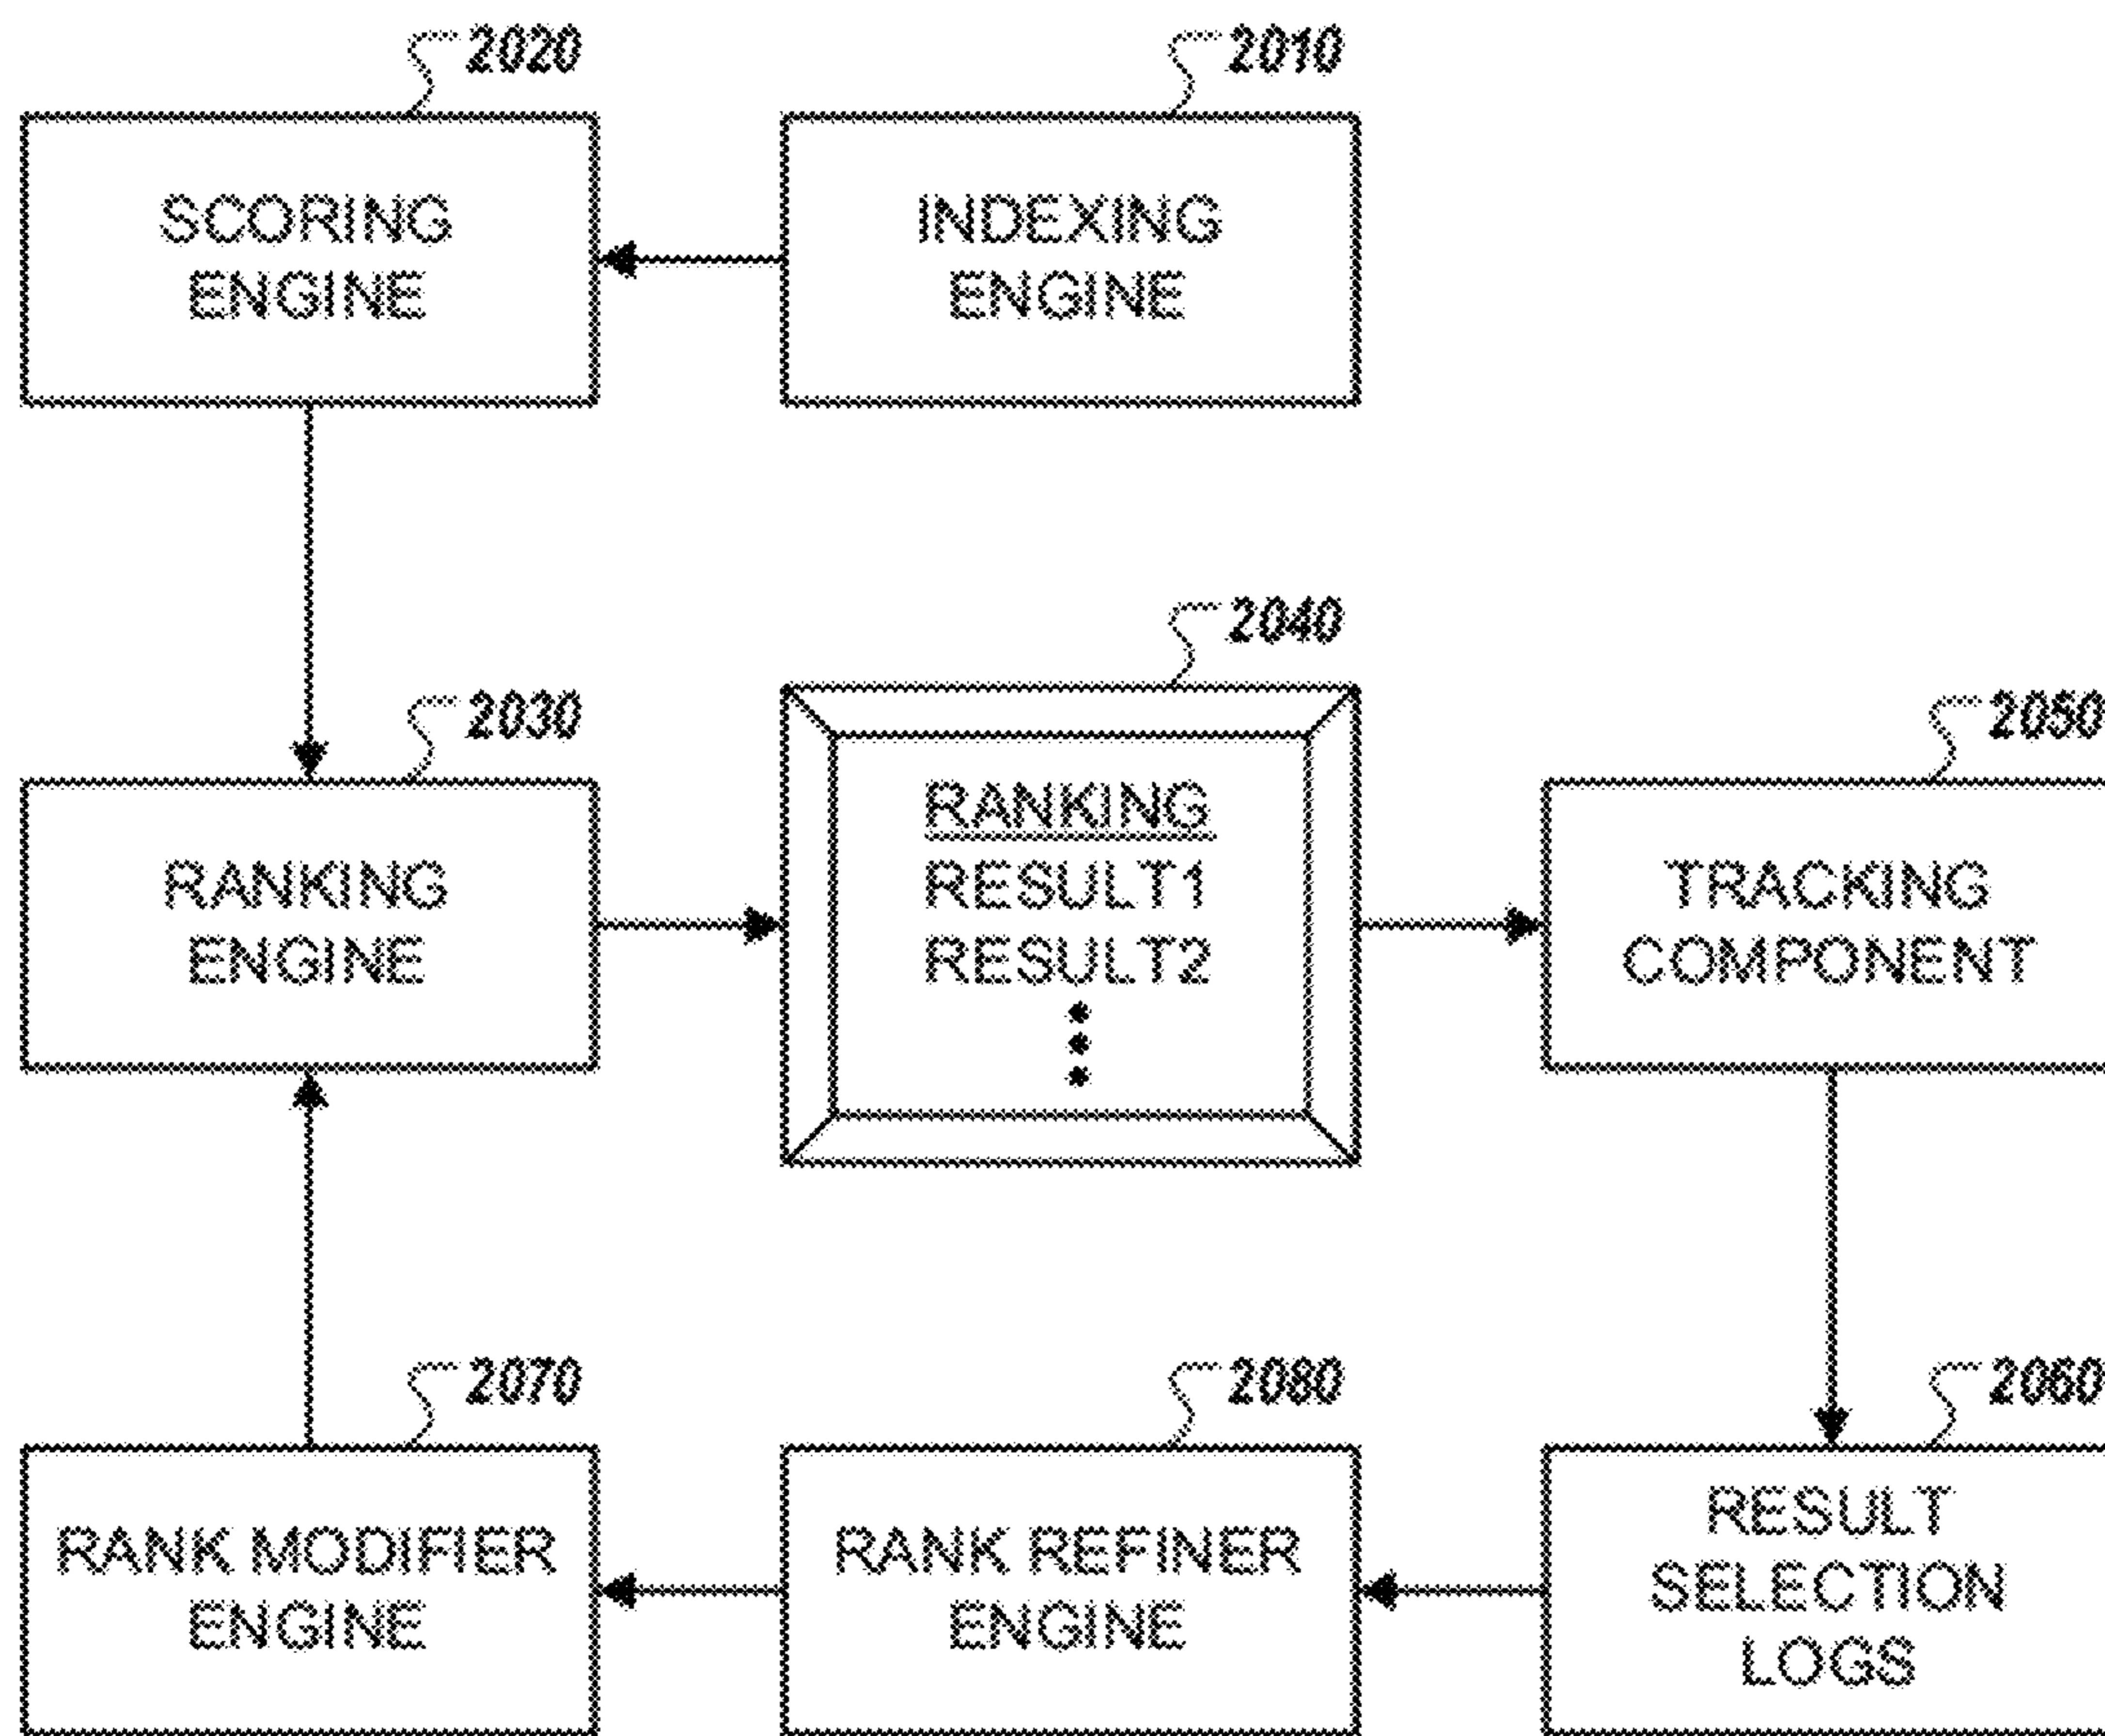 2020
2010
SCORING
ENGINE
INDEXING
ENGINE
2040
2030
2050
RANKING
ENGINE
RANKING
RESULT1
RESULT2
TRACKING
COMPONENT
2070
2080
2060
RANK MODIFIER
ENGINE
RANK REFINER
ENGINE
RESULT
SELECTION
LOGS